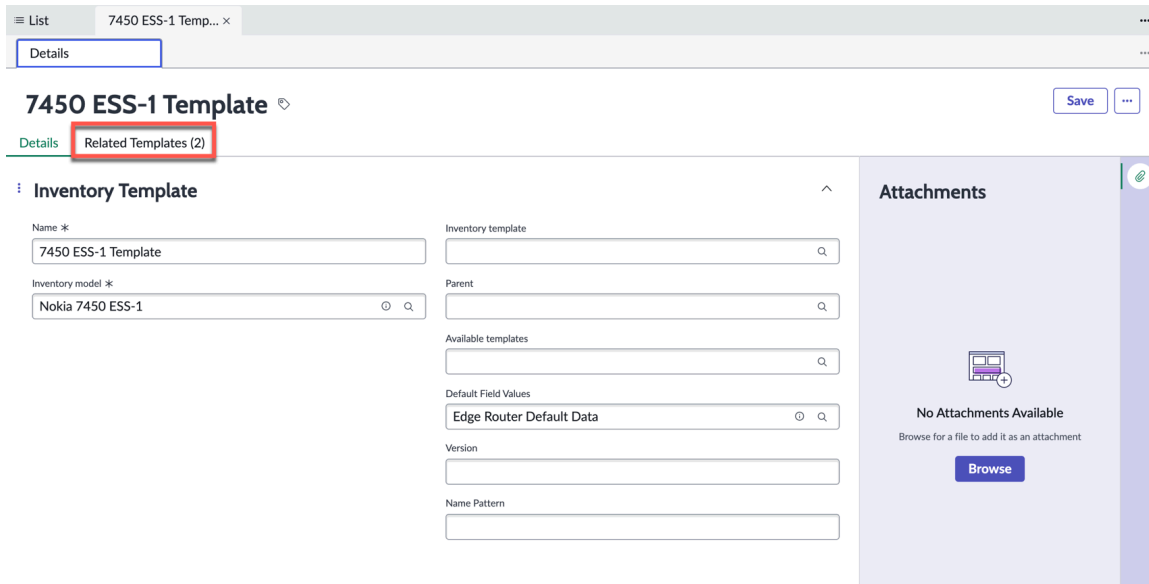 List
7450 ESS-1 Temp... ×
Details
7450 ESS-1 Template
Save
Details
Related Templates (2)
Inventory Template
Name *
7450 ESS-1 Template
Inventory model *
Nokia 7450 ESS-1
Inventory template
Parent
Available templates
Default Field Values
Edge Router Default Data
Version
Name Pattern
Attachments
No Attachments Available
Browse for a file to add it as an attachment
Browse